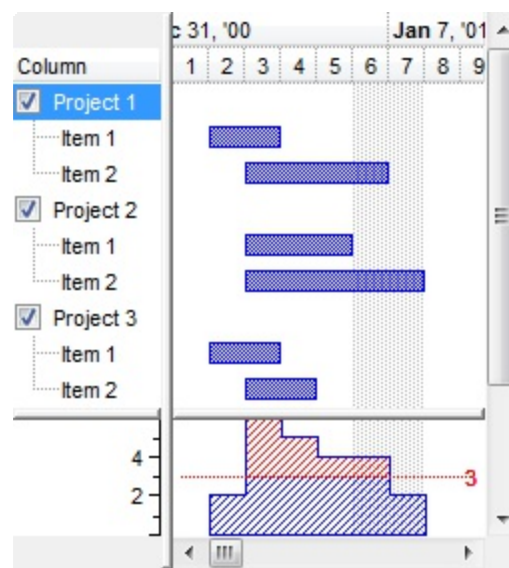 c 31, '00 Jan 7, '01
Column 1 2 3 4 5 6 7 8 9
Project 1
Item 1
Item 2
Project 2
Item 1
Item 2
Project 3
Item 1
Item 2
4
3
2